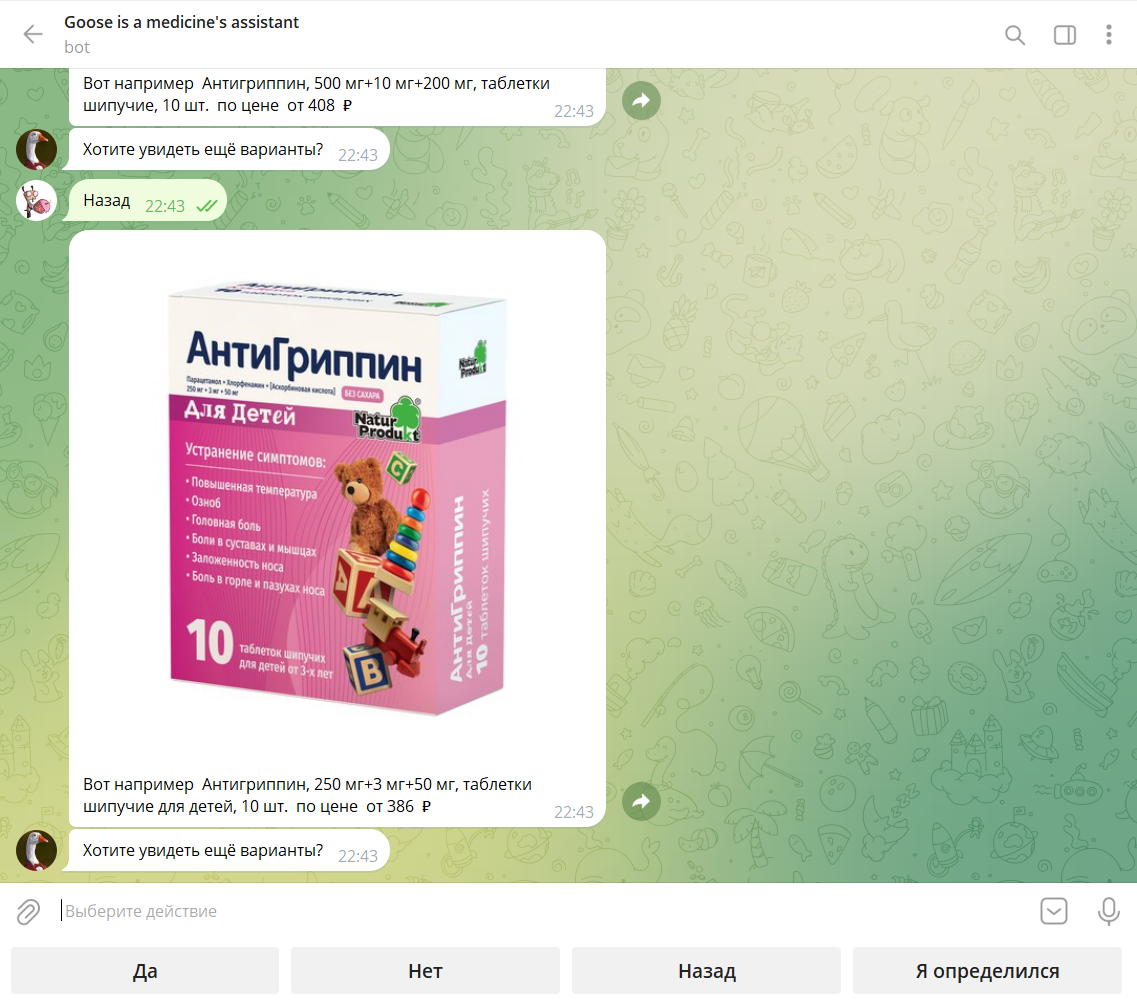 Goose is a medicine's assistant
bot
Вот например Антигриппин, 500 мг+10 мг+200 мг, таблетки
шипучие, 10 шт. по цене от 408 ₽
22:43
Хотите увидеть ещё варианты? 22:43
Назад 22:43
АнтиГриппин
10 таблеток шипучих
АнтиГриппин
Natur
Produkt
Парацетамол • Хлорфенамин • [Аскорбиновая кислота]
250 мг • 3 мг • 50 мг
БЕЗ САХАРА
Для Детей
Natur
Produkt
Устранение симптомов:
• Повышенная температура
• Озноб
• Головная боль
• Боли в суставах и мышцах
• Заложенность носа
• Боль в горле и пазухах носа
10 таблеток шипучих
для детей от 3-х лет
C
A
B
АнтиГриппин
Для Детей
10 таблеток шипучих
Вот например Антигриппин, 250 мг+3 мг+50 мг, таблетки
шипучие для детей, 10 шт. по цене от 386 ₽
22:43
Хотите увидеть ещё варианты? 22:43
Выберите действие
Да
Нет
Назад
Я определился